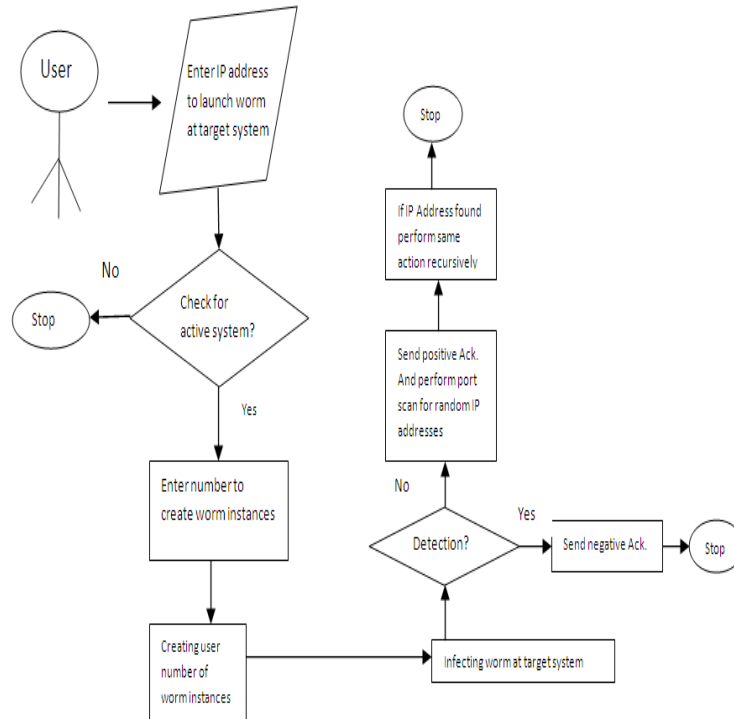 User
Enter IP address
to launch worm
at target system
No
Stop
Check for
active system?
Yes
Enter number to
create worm instances
Creating user
number of
worm instances
Infecting worm at target system
Detection?
Yes
Send negative Ack.
Stop
No
Send positive Ack.
And perform port
scan for random IP
addresses
If IP Address found
perform same
action recursively
Stop